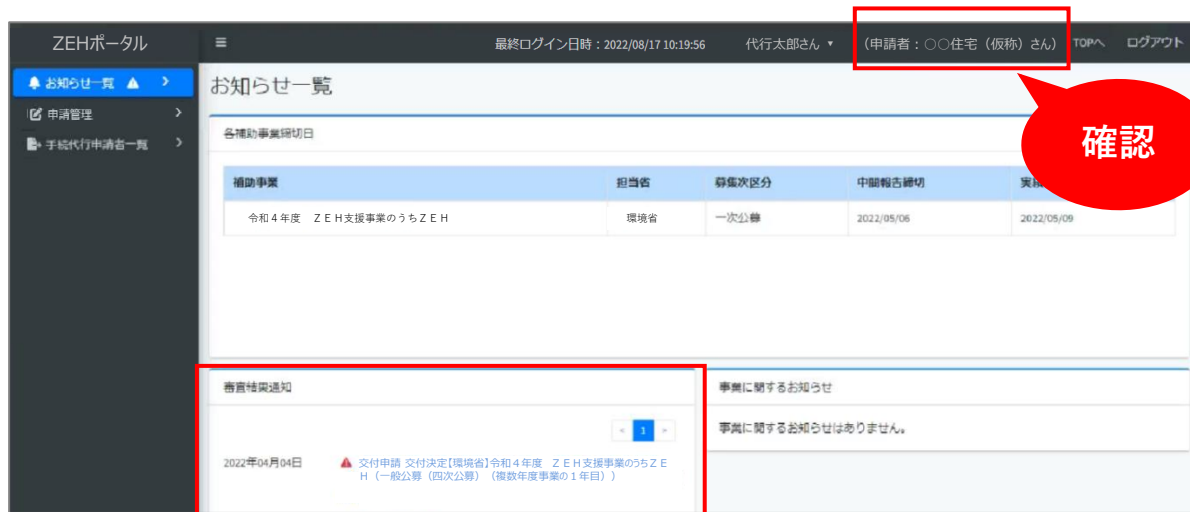 ZEHポータル
最終ログイン日時：2022/08/17 10:19:56
代行太郎さん
（申請者：○○住宅（仮称）さん）
TOPへ
ログアウト
お知らせ一覧
申請管理
手続代行申請者一覧
お知らせ一覧
確認
各補助事業締切日
補助事業 担当省 募集次区分 中間報告締切 実績
令和４年度　ＺＥＨ支援事業のうちＺＥＨ 環境省 一次公募 2022/05/06 2022/05/09
審査結果通知
< 1 >
2022年04月04日
交付申請 交付決定【環境省】令和４年度　ＺＥＨ支援事業のうちＺＥ
Ｈ（一般公募（四次公募）（複数年度事業の１年目））
事業に関するお知らせ
事業に関するお知らせはありません。